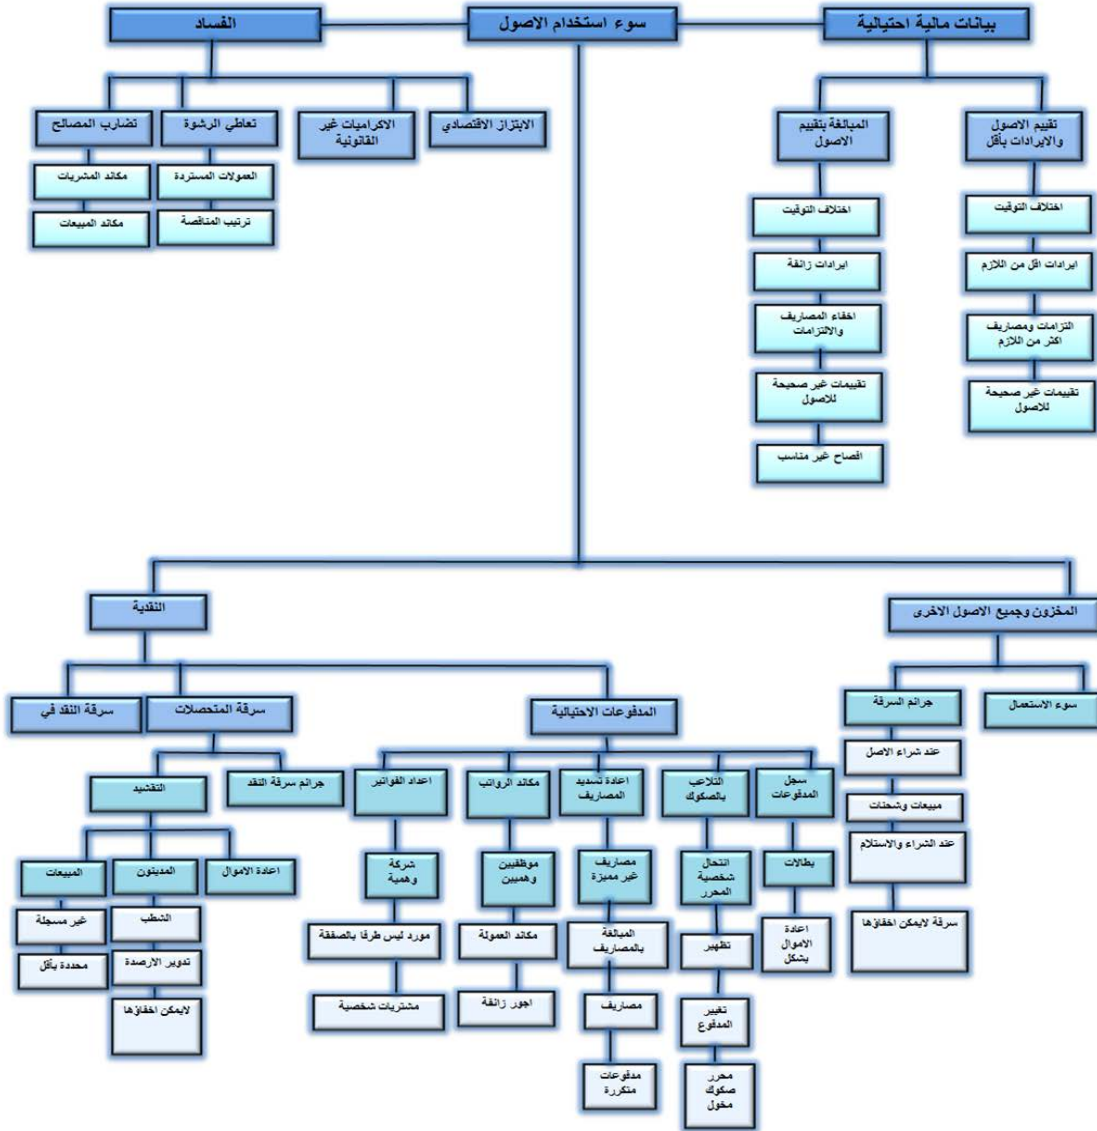 بيانات مالية احتيالية
سوء استخدام الاصول
الفساد
تقييم الاصول
والايرادات بأقل
المبالغة بتقييم
الاصول
الابتزاز الاقتصادي
الاكراميات غير
القانونية
تعاطي الرشوة
تضارب المصالح
اختلاف التوقيت
ايرادات اقل من اللازم
التزامات ومصاريف
اكثر من اللازم
تقييمات غير صحيحة
للاصول
اختلاف التوقيت
ايرادات زائفة
اخفاء المصاريف
والالتزامات
تقييمات غير صحيحة
للاصول
افصاح غير مناسب
العمولات المستردة
ترتيب المناقصة
مكائد المشريات
مكائد المبيعات
المخزون وجميع الاصول الاخرى
النقدية
سوء الاستعمال
جرائم السرقة
عند شراء الاصل
مبيعات وشحنات
عند الشراء والاستلام
سرقة لايمكن اخفاؤها
المدفوعات الاحتيالية
سرقة المتحصلات
سرقة النقد في
سجل
المدفوعات
بطالات
اعادة
الاموال
بشكل
التلاعب
بالصكوك
انتحال
شخصية
المحرر
تظهير
تغيير
المدفوع
محرر
صكوك
مخول
اعادة تسديد
المصاريف
مصاريف
غير مميزة
المبالغة
بالمصاريف
مصاريف
مدفوعات
متكررة
مكائد الرواتب
موظفيين
وهميين
مكائد العمولة
اجور زائفة
اعداد الفواتير
شركة
وهمية
مورد ليس طرفا بالصفقة
مشتريات شخصية
جرائم سرقة النقد
التقشيد
اعادة الاموال
المدينون
الشطب
تدوير الارصدة
لايمكن اخفاؤها
المبيعات
غير مسجلة
محددة بأقل